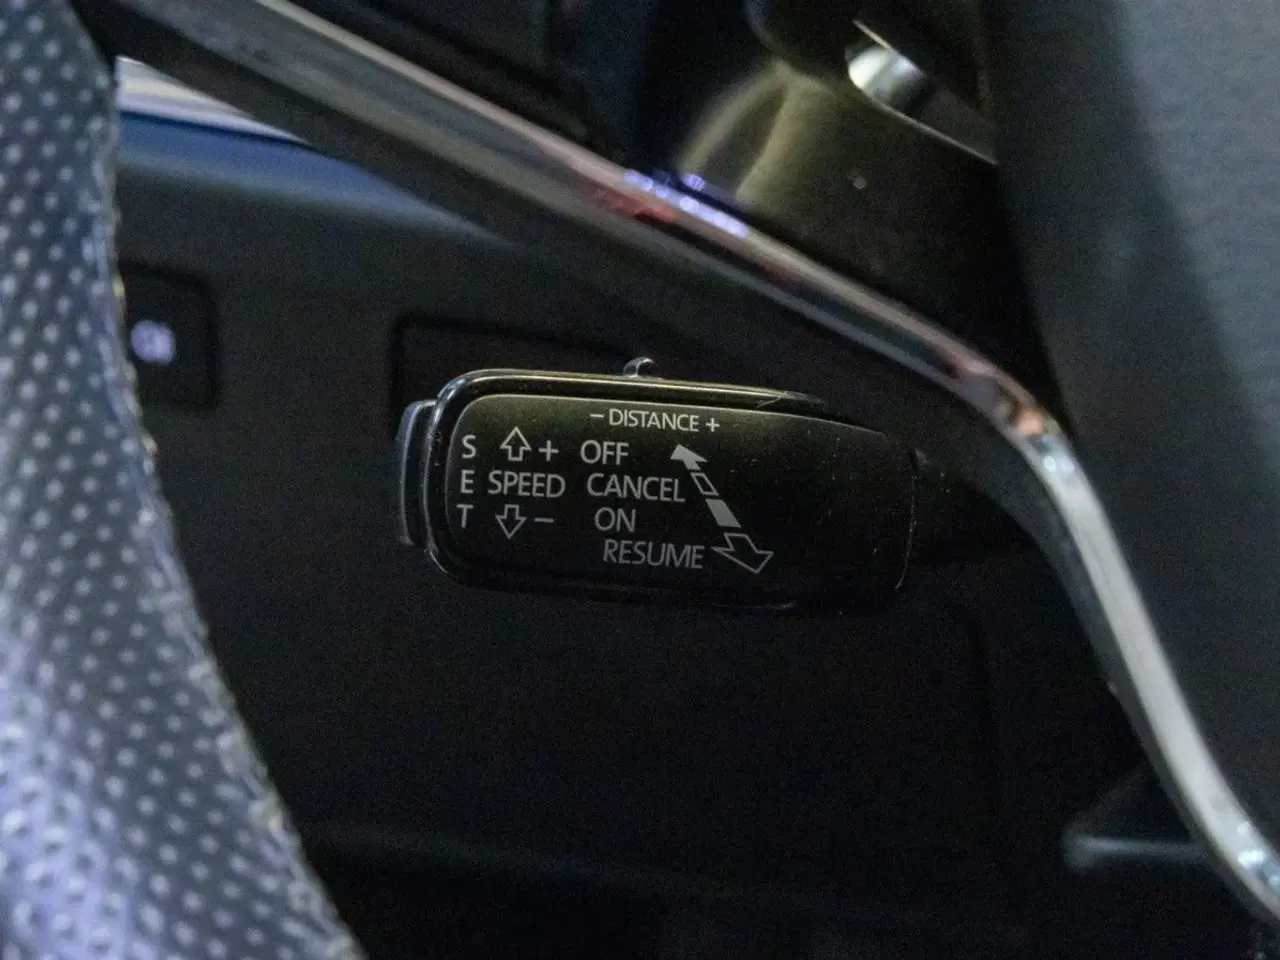 – DISTANCE +
S + OFF
E SPEED CANCEL
T – ON
RESUME